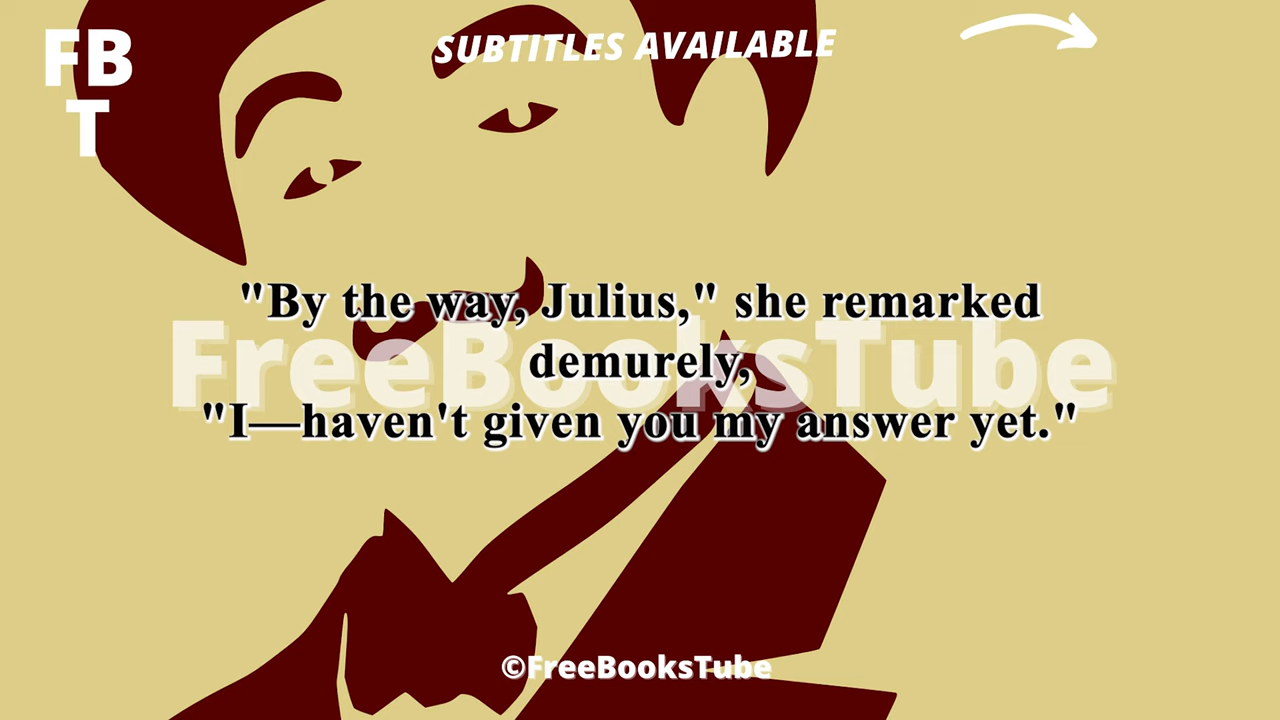 FB
T
SUBTITLES AVAILABLE
"By the way, Julius," she remarked
demurely,
"I—haven't given you my answer yet."
FreeBooksTube
©FreeBooksTube